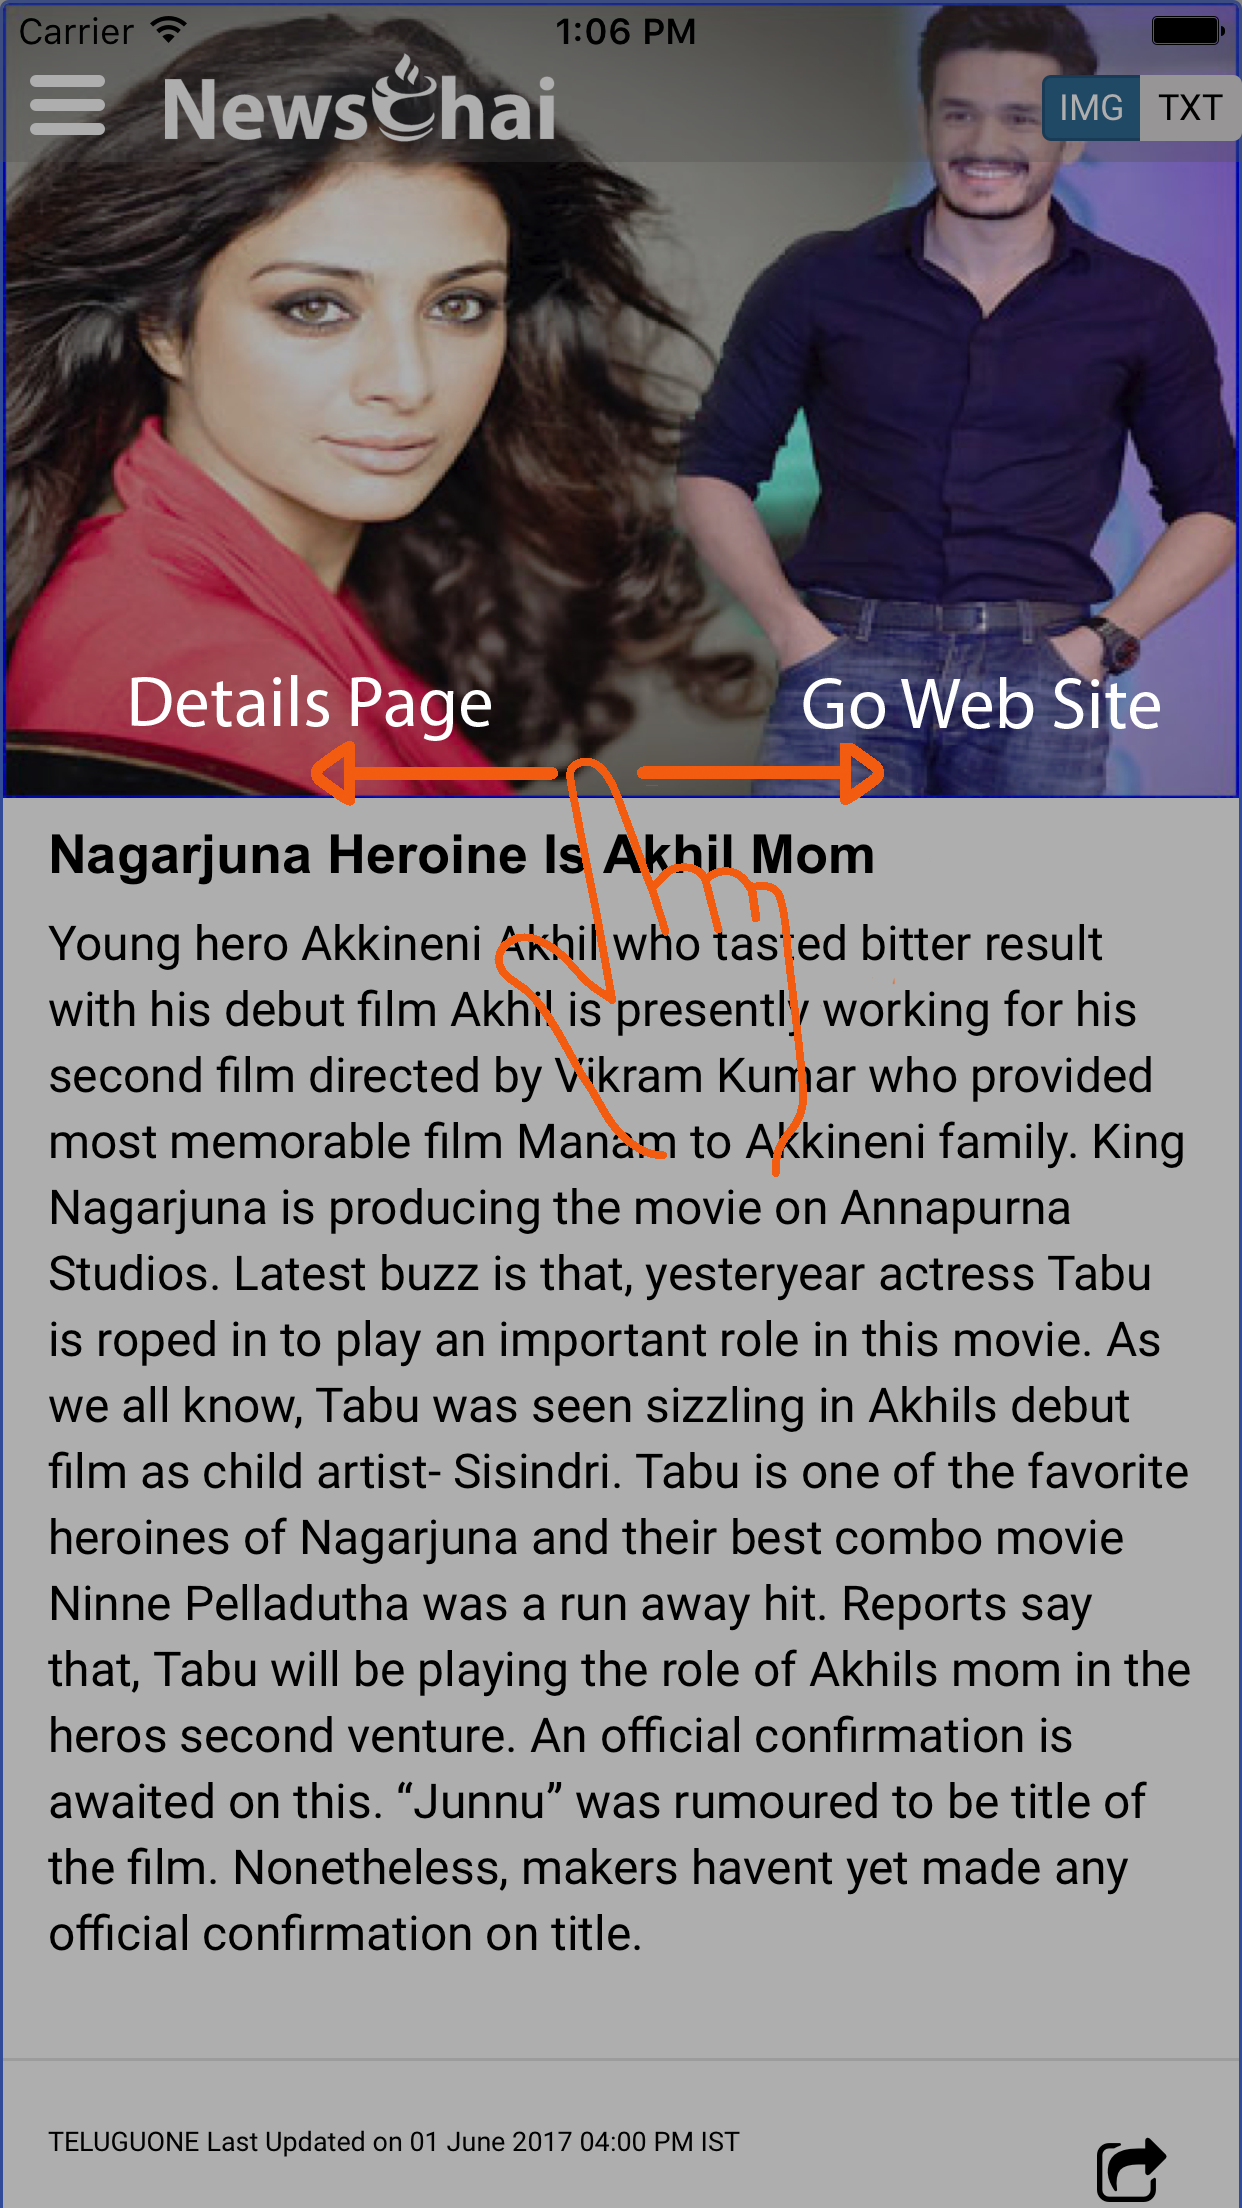 Carrier 1:06 PM
NewsChai IMG TXT
Details Page Go Web Site
Nagarjuna Heroine Is Akhil Mom
Young hero Akkineni Akhil who tasted bitter result
with his debut film Akhil is presently working for his
second film directed by Vikram Kumar who provided
most memorable film Manam to Akkineni family. King
Nagarjuna is producing the movie on Annapurna
Studios. Latest buzz is that, yesteryear actress Tabu
is roped in to play an important role in this movie. As
we all know, Tabu was seen sizzling in Akhils debut
film as child artist- Sisindri. Tabu is one of the favorite
heroines of Nagarjuna and their best combo movie
Ninne Pelladutha was a run away hit. Reports say
that, Tabu will be playing the role of Akhils mom in the
heros second venture. An official confirmation is
awaited on this. “Junnu” was rumoured to be title of
the film. Nonetheless, makers havent yet made any
official confirmation on title.
TELUGUONE Last Updated on 01 June 2017 04:00 PM IST